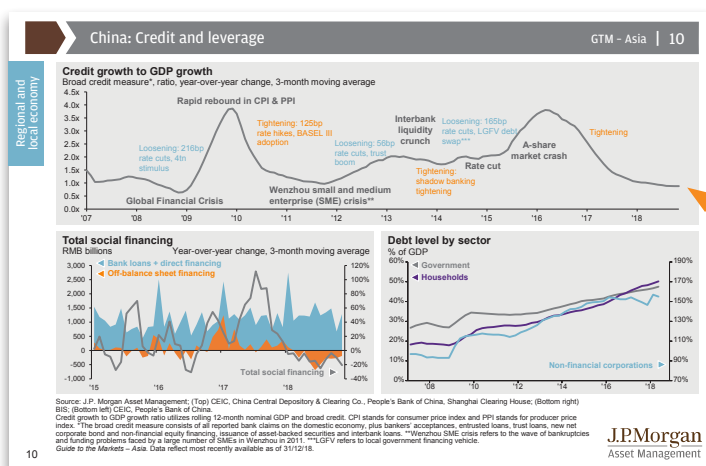 China: Credit and leverage
GTM – Asia | 10
Regional and
local economy
Credit growth to GDP growth
Broad credit measure*, ratio, year-over-year change, 3-month moving average
4.5x
4.0x
3.5x
3.0x
2.5x
2.0x
1.5x
1.0x
0.5x
0.0x
'07 '08 '09 '10 '11 '12 '13 '14 '15 '16 '17 '18
Rapid rebound in CPI & PPI
Loosening: 216bp
rate cuts, 4tn
stimulus
Global Financial Crisis
Tightening: 125bp
rate hikes, BASEL III
adoption
Wenzhou small and medium
enterprise (SME) crisis**
Loosening: 56bp
rate cuts, trust
boom
Interbank
liquidity
crunch
Tightening:
shadow banking
tightening
Loosening: 165bp
rate cuts, LGFV debt
swap***
Rate cut
A-share
market crash
Tightening
Total social financing
RMB billions
Year-over-year change, 3-month moving average
Bank loans + direct financing
Off-balance sheet financing
3,000
2,500
2,000
1,500
1,000
500
0
-500
-1,000
120%
100%
80%
60%
40%
20%
0%
-20%
-40%
Total social financing
'15 '16 '17 '18
Debt level by sector
% of GDP
Government
Households
60%
50%
40%
30%
20%
10%
0%
190%
170%
150%
130%
110%
90%
70%
Non-financial corporations
'08 '10 '12 '14 '16 '18
Source: J.P. Morgan Asset Management; (Top) CEIC, China Central Depository & Clearing Co., People's Bank of China, Shanghai Clearing House; (Bottom right)
BIS; (Bottom left) CEIC, People's Bank of China.
Credit growth to GDP growth ratio utilizes rolling 12-month nominal GDP and broad credit. CPI stands for consumer price index and PPI stands for producer price
index. *The broad credit measure consists of all reported bank claims on the domestic economy, plus bankers' acceptances, entrusted loans, trust loans, new net
corporate bond and non-financial equity financing, issuance of asset-backed securities and interbank loans. **Wenzhou SME crisis refers to the wave of bankruptcies
and funding problems faced by a large number of SMEs in Wenzhou in 2011. ***LGFV refers to local government financing vehicle.
Guide to the Markets – Asia. Data reflect most recently available as of 31/12/18.
10
J.P.Morgan
Asset Management